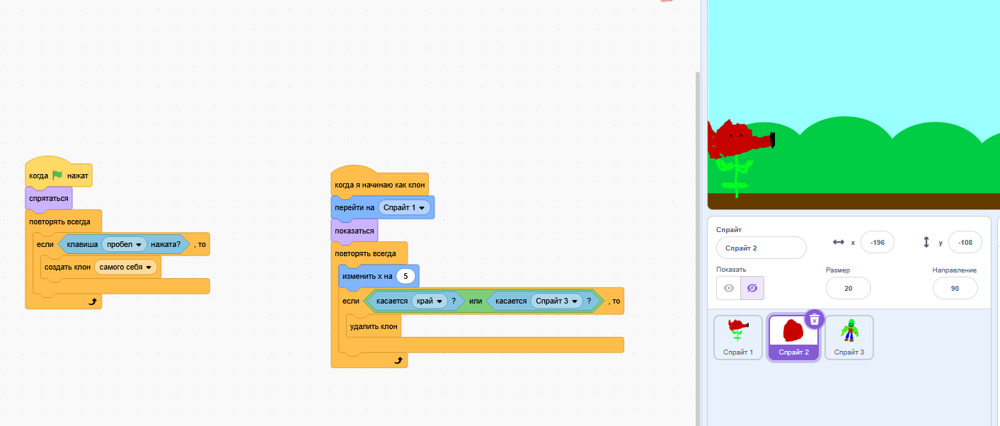 когда нажат
спрятаться
повторять всегда
если клавиша пробел нажата? , то
создать клон самого себя
когда я начинаю как клон
перейти на Спрайт 1
показаться
повторять всегда
изменить x на 5
если касается край ? или касается Спрайт 3 ? , то
удалить клон
Спрайт
Спрайт 2 x -196 y -108
Показать Размер Направление
20 90
Спрайт 1 Спрайт 2 Спрайт 3